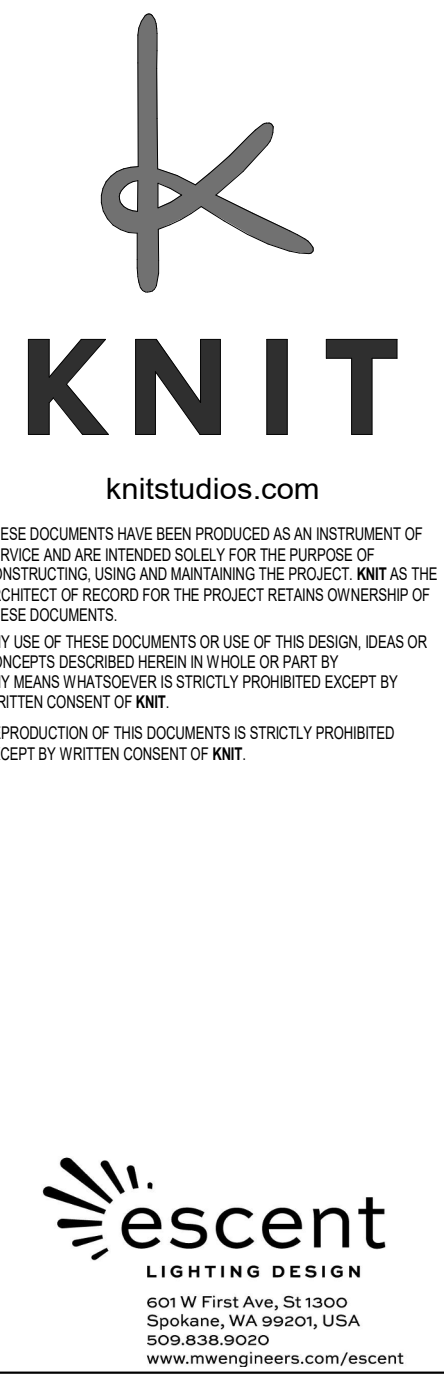 KNIT
knitstudios.com
ESE DOCUMENTS HAVE BEEN PRODUCED AS AN INSTRUMENT OF
RVICE AND ARE INTENDED SOLELY FOR THE PURPOSE OF
ONSTRUCTING, USING AND MAINTAINING THE PROJECT. KNIT AS THE
RCHITECT OF RECORD FOR THE PROJECT RETAINS OWNERSHIP OF
ESE DOCUMENTS.
Y USE OF THESE DOCUMENTS OR USE OF THIS DESIGN, IDEAS OR
ONCEPTS DESCRIBED HEREIN IN WHOLE OR PART BY
Y MEANS WHATSOEVER IS STRICTLY PROHIBITED EXCEPT BY
RITTEN CONSENT OF KNIT.
PRODUCTION OF THIS DOCUMENTS IS STRICTLY PROHIBITED
CEPT BY WRITTEN CONSENT OF KNIT.
escent
LIGHTING DESIGN
601 W First Ave, St 1300
Spokane, WA 99201, USA
509.838.9020
www.mwengineers.com/escent